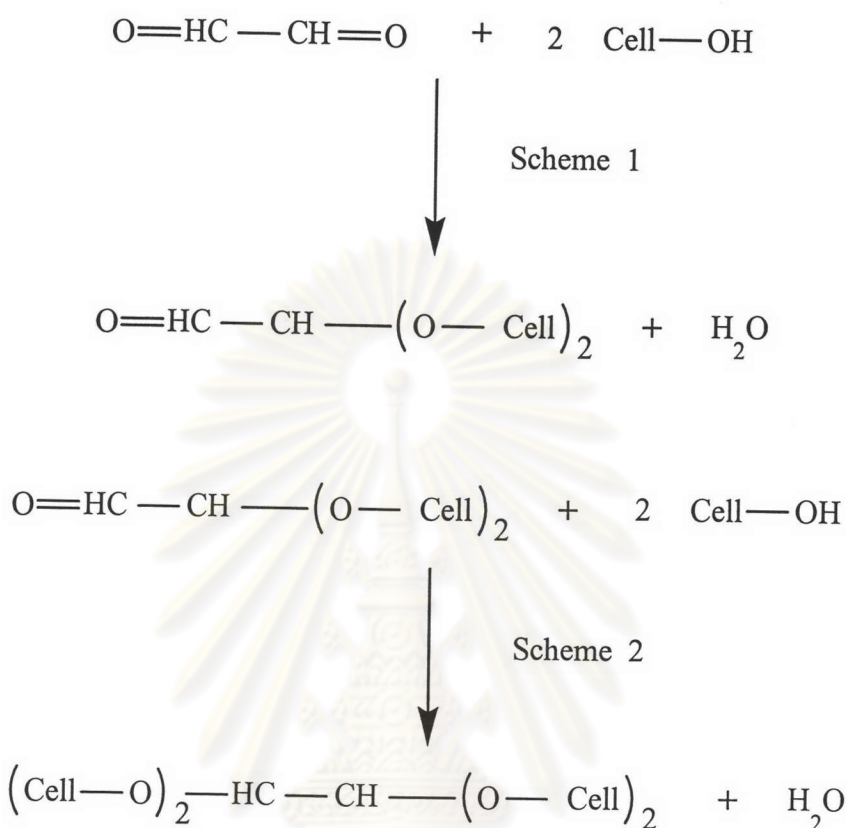 O=HC—CH=O + 2 Cell—OH
Scheme 1
O=HC—CH—(O—Cell)₂ + H₂O
O=HC—CH—(O—Cell)₂ + 2 Cell—OH
Scheme 2
(Cell—O)₂—HC—CH—(O—Cell)₂ + H₂O